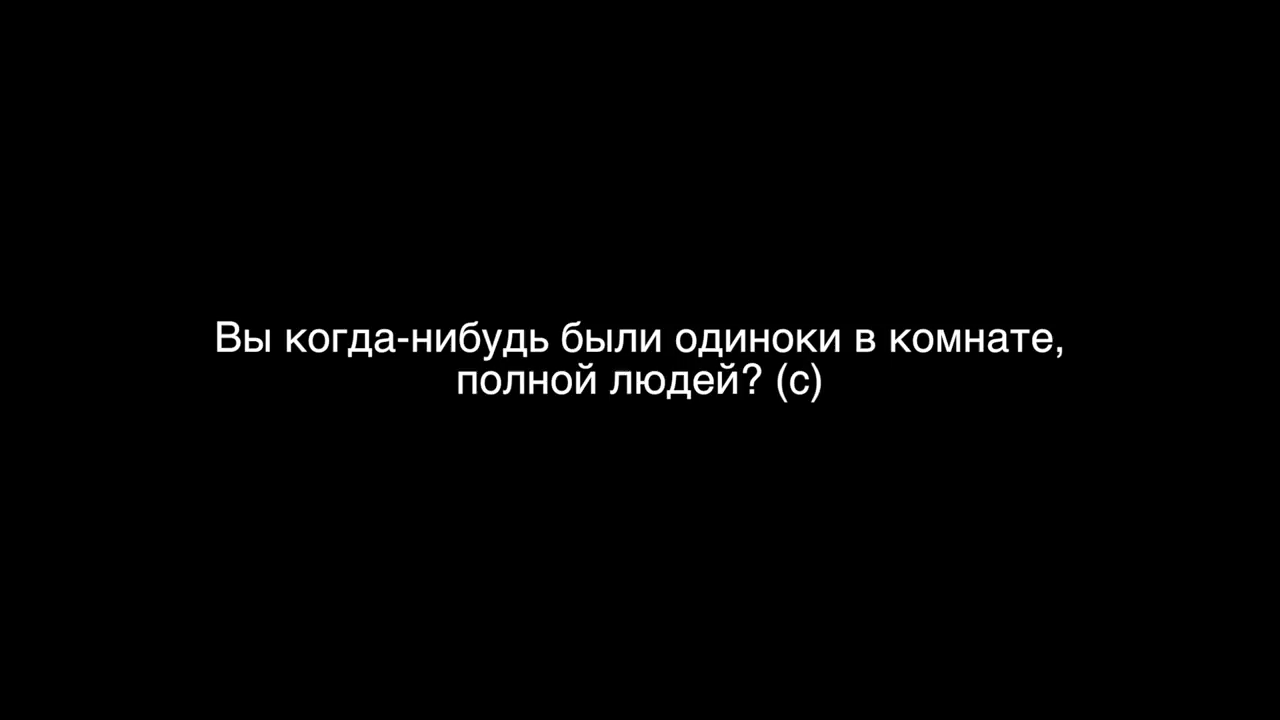 Вы когда-нибудь были одиноки в комнате,
полной людей? (с)